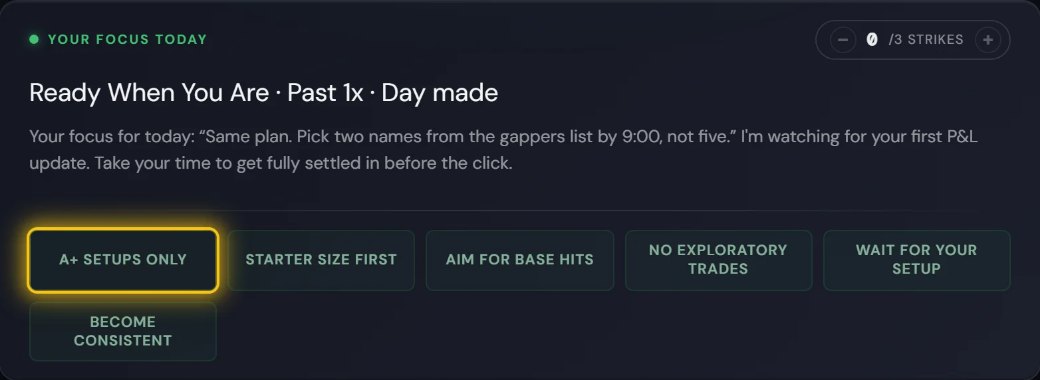 YOUR FOCUS TODAY
0 /3 STRIKES
Ready When You Are · Past 1x · Day made
Your focus for today: “Same plan. Pick two names from the gappers list by 9:00, not five.” I'm watching for your first P&L
update. Take your time to get fully settled in before the click.
A+ SETUPS ONLY
STARTER SIZE FIRST
AIM FOR BASE HITS
NO EXPLORATORY
TRADES
WAIT FOR YOUR
SETUP
BECOME
CONSISTENT